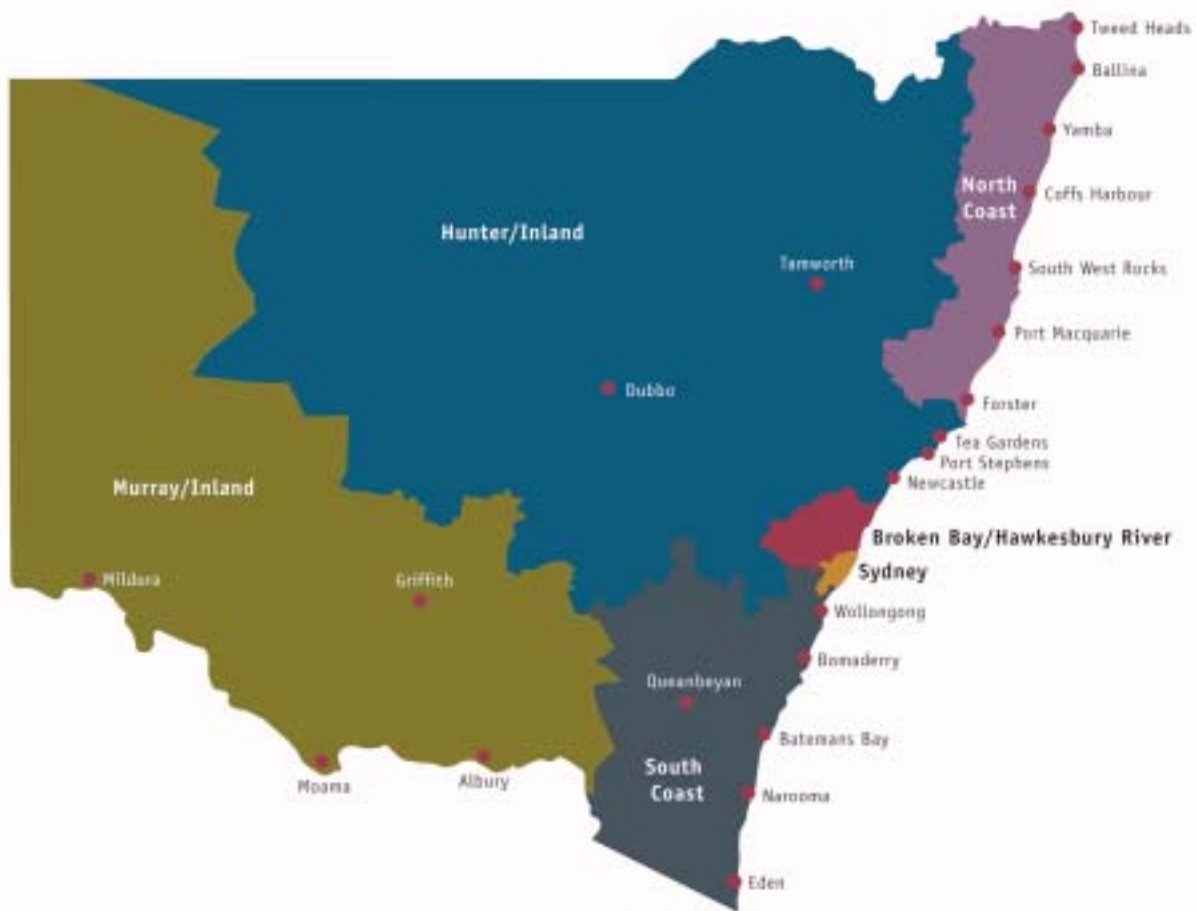 Tweed Heads
Ballina
Yamba
North
Coast
Coffs Harbour
Hunter/Inland
Tamworth
South West Rocks
Port Macquarie
Dubbo
Forster
Tea Gardens
Port Stephens
Newcastle
Murray/Inland
Broken Bay/Hawkesbury River
Sydney
Mildura
Griffith
Wollongong
Bomaderry
Queanbeyan
Batemans Bay
South
Coast
Narooma
Moama
Albury
Eden